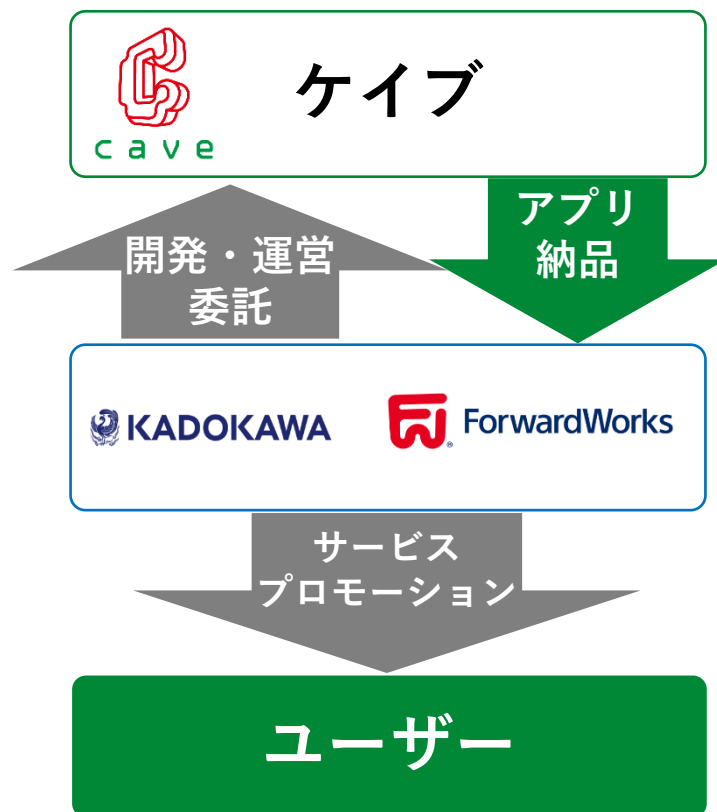 cave
ケイブ
アプリ
納品
開発・運営
委託
KADOKAWA
ForwardWorks
サービス
プロモーション
ユーザー